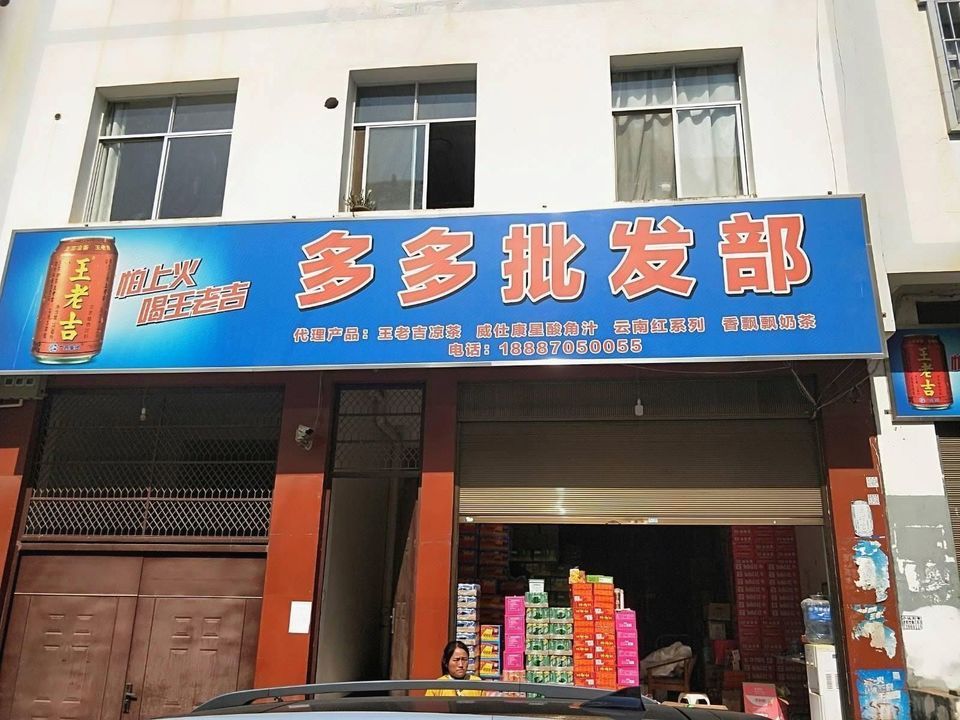 王老吉
怕上火
喝王老吉
多多批发部
代理产品：王老吉凉茶 威仕康星酸角汁 云南红系列 香飘飘奶茶
电话：18887050055
王老吉